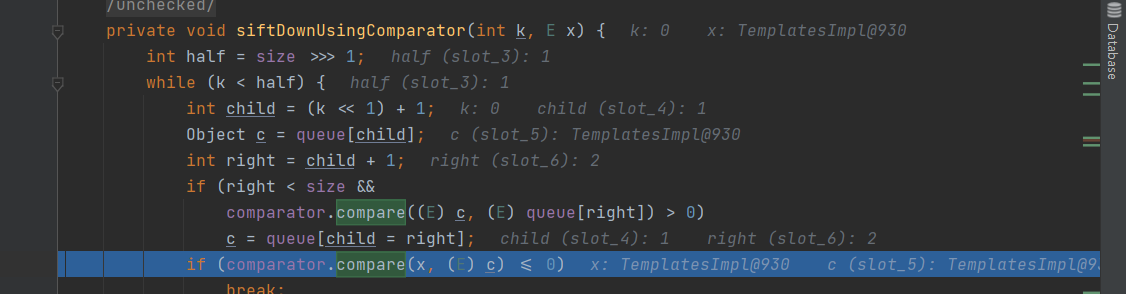 /unchecked/
private void siftDownUsingComparator(int k, E x) {   k: 0    x: TemplatesImpl@930
int half = size >>> 1;   half (slot_3): 1
while (k < half) {   half (slot_3): 1
int child = (k << 1) + 1;   k: 0    child (slot_4): 1
Object c = queue[child];   c (slot_5): TemplatesImpl@930
int right = child + 1;   right (slot_6): 2
if (right < size &&
comparator.compare((E) c, (E) queue[right]) > 0)
c = queue[child = right];   child (slot_4): 1    right (slot_6): 2
if (comparator.compare(x, (E) c) <= 0)   x: TemplatesImpl@930    c (slot_5): TemplatesImpl@9
break;
Database